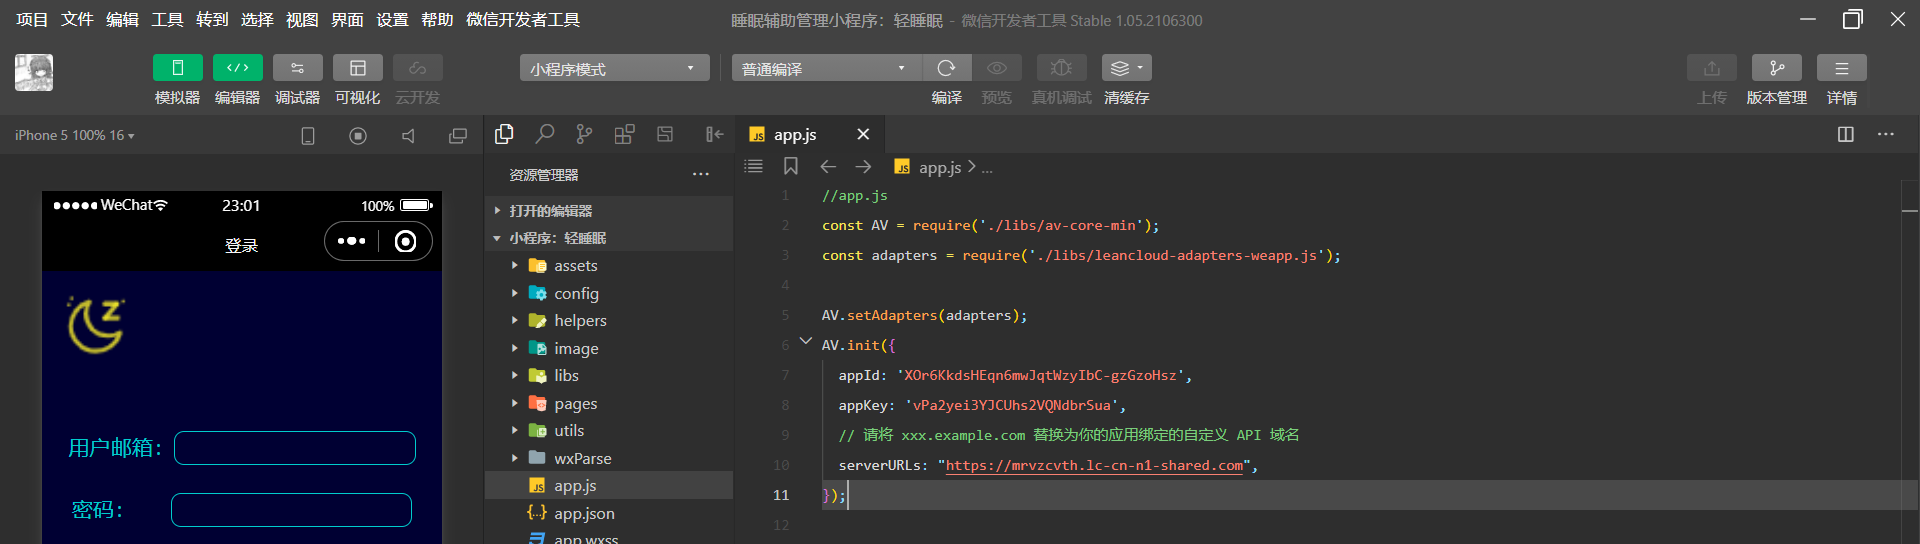 项目 文件 编辑 工具 转到 选择 视图 界面 设置 帮助 微信开发者工具
睡眠辅助管理小程序：轻睡眠 - 微信开发者工具 Stable 1.05.2106300
小程序模式
普通编译
模拟器 编辑器 调试器 可视化 云开发
编译 预览 真机调试 清缓存
上传 版本管理 详情
iPhone 5 100% 16
WeChat 23:01 100%
登录
用户邮箱：
密码：
资源管理器
打开的编辑器
小程序：轻睡眠
assets
config
helpers
image
libs
pages
utils
wxParse
JS app.js
{..} app.json
app.wxss
JS app.js
JS app.js > ...
1 //app.js
2 const AV = require('./libs/av-core-min');
3 const adapters = require('./libs/leancloud-adapters-weapp.js');
4
5 AV.setAdapters(adapters);
6 AV.init({
7 appId: 'XOr6KkdsHEqn6mwJqtWzyIbC-gzGzoHsz',
8 appKey: 'vPa2yei3YJCUhs2VQNdbrSua',
9 // 请将 xxx.example.com 替换为你的应用绑定的自定义 API 域名
10 serverURLs: "https://mrvzcvth.lc-cn-n1-shared.com",
11 });
12